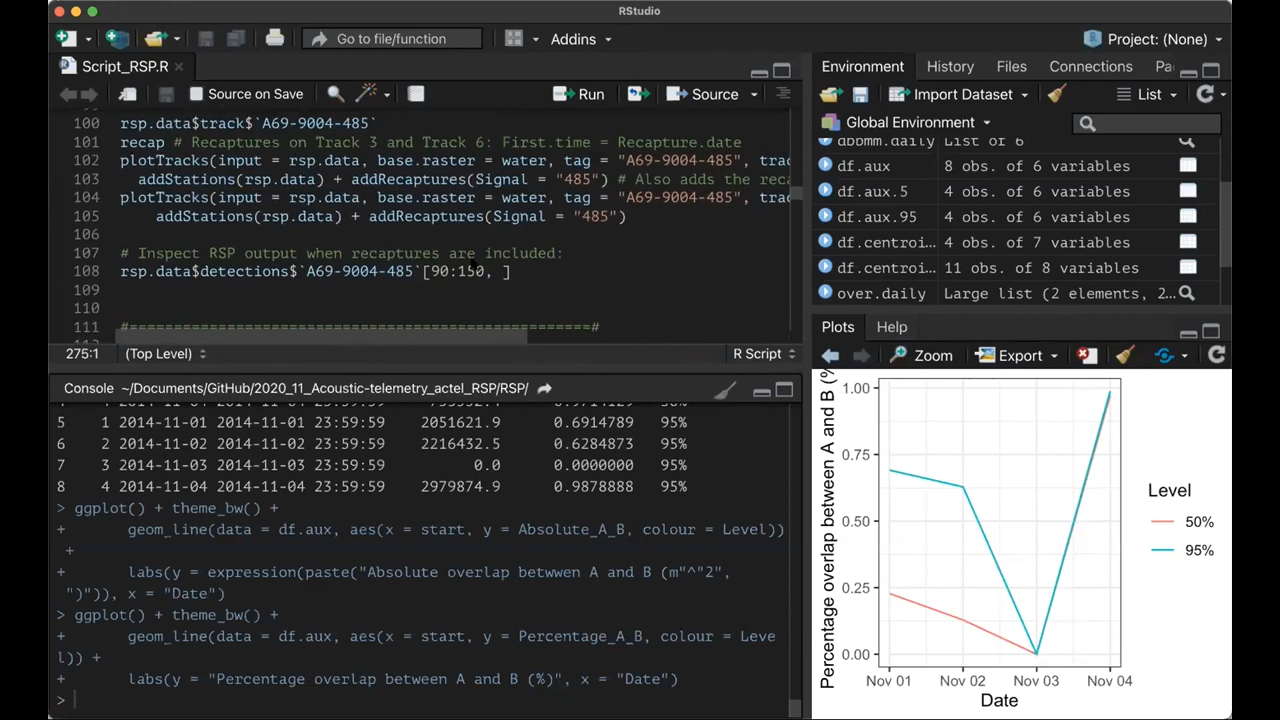 RStudio
Go to file/function
Addins
Project: (None)
Script_RSP.R
Source on Save
Run
Source
100 rsp.data$track$`A69-9004-485`
101 recap # Recaptures on Track 3 and Track 6: First.time = Recapture.date
102 plotTracks(input = rsp.data, base.raster = water, tag = "A69-9004-485", trac
103 addStations(rsp.data) + addRecaptures(Signal = "485") # Also adds the reca
104 plotTracks(input = rsp.data, base.raster = water, tag = "A69-9004-485", trac
105 addStations(rsp.data) + addRecaptures(Signal = "485")
106
107 # Inspect RSP output when recaptures are included:
108 rsp.data$detections$`A69-9004-485`[90:150, ]
109
110
111 #=======================================================#
275:1 (Top Level) R Script
Console ~/Documents/GitHub/2020_11_Acoustic-telemetry_actel_RSP/RSP/
5 1 2014-11-01 2014-11-01 23:59:59 2051621.9 0.6914789 95%
6 2 2014-11-02 2014-11-02 23:59:59 2216432.5 0.6284873 95%
7 3 2014-11-03 2014-11-03 23:59:59 0.0 0.0000000 95%
8 4 2014-11-04 2014-11-04 23:59:59 2979874.9 0.9878888 95%
> ggplot() + theme_bw() +
+ geom_line(data = df.aux, aes(x = start, y = Absolute_A_B, colour = Level))
+
+ labs(y = expression(paste("Absolute overlap betwwen A and B (m"^"2",
")")), x = "Date")
> ggplot() + theme_bw() +
+ geom_line(data = df.aux, aes(x = start, y = Percentage_A_B, colour = Leve
l)) +
+ labs(y = "Percentage overlap between A and B (%)", x = "Date")
>
Environment History Files Connections Pa
Import Dataset List
Global Environment
dbbmm.daily List of 6
df.aux 8 obs. of 6 variables
df.aux.5 4 obs. of 6 variables
df.aux.95 4 obs. of 6 variables
df.centroi… 4 obs. of 7 variables
df.centroi… 11 obs. of 8 variables
over.daily Large list (2 elements, 2…
Plots Help
Zoom Export
Percentage overlap between A and B (%
1.00
0.75
0.50
0.25
0.00
Nov 01 Nov 02 Nov 03 Nov 04
Date
Level
50%
95%